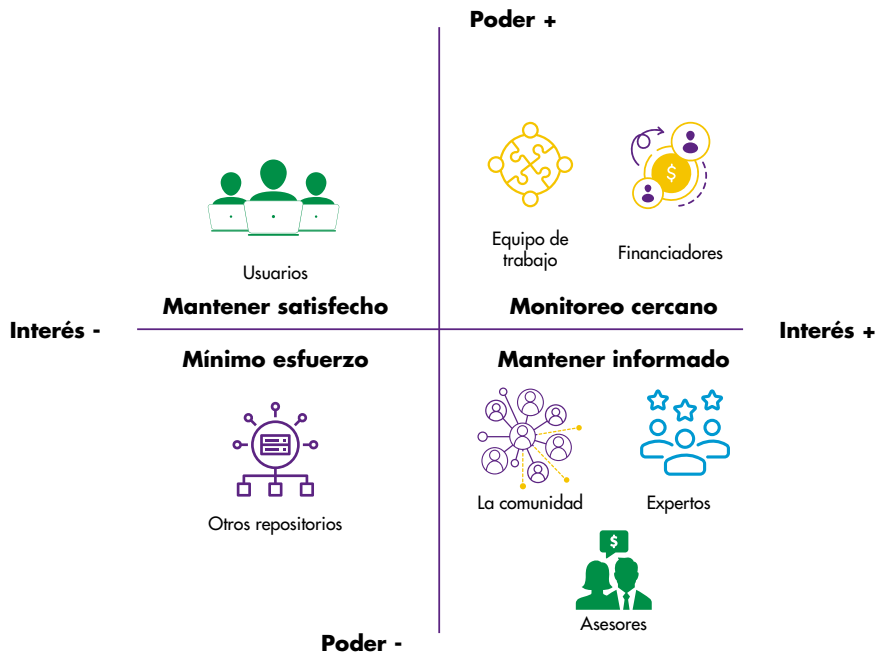 Poder +
$
Equipo de
trabajo
Financiadores
Usuarios
Mantener satisfecho
Monitoreo cercano
Interés -
Interés +
Mínimo esfuerzo
Mantener informado
La comunidad
Expertos
Otros repositorios
$
Asesores
Poder -